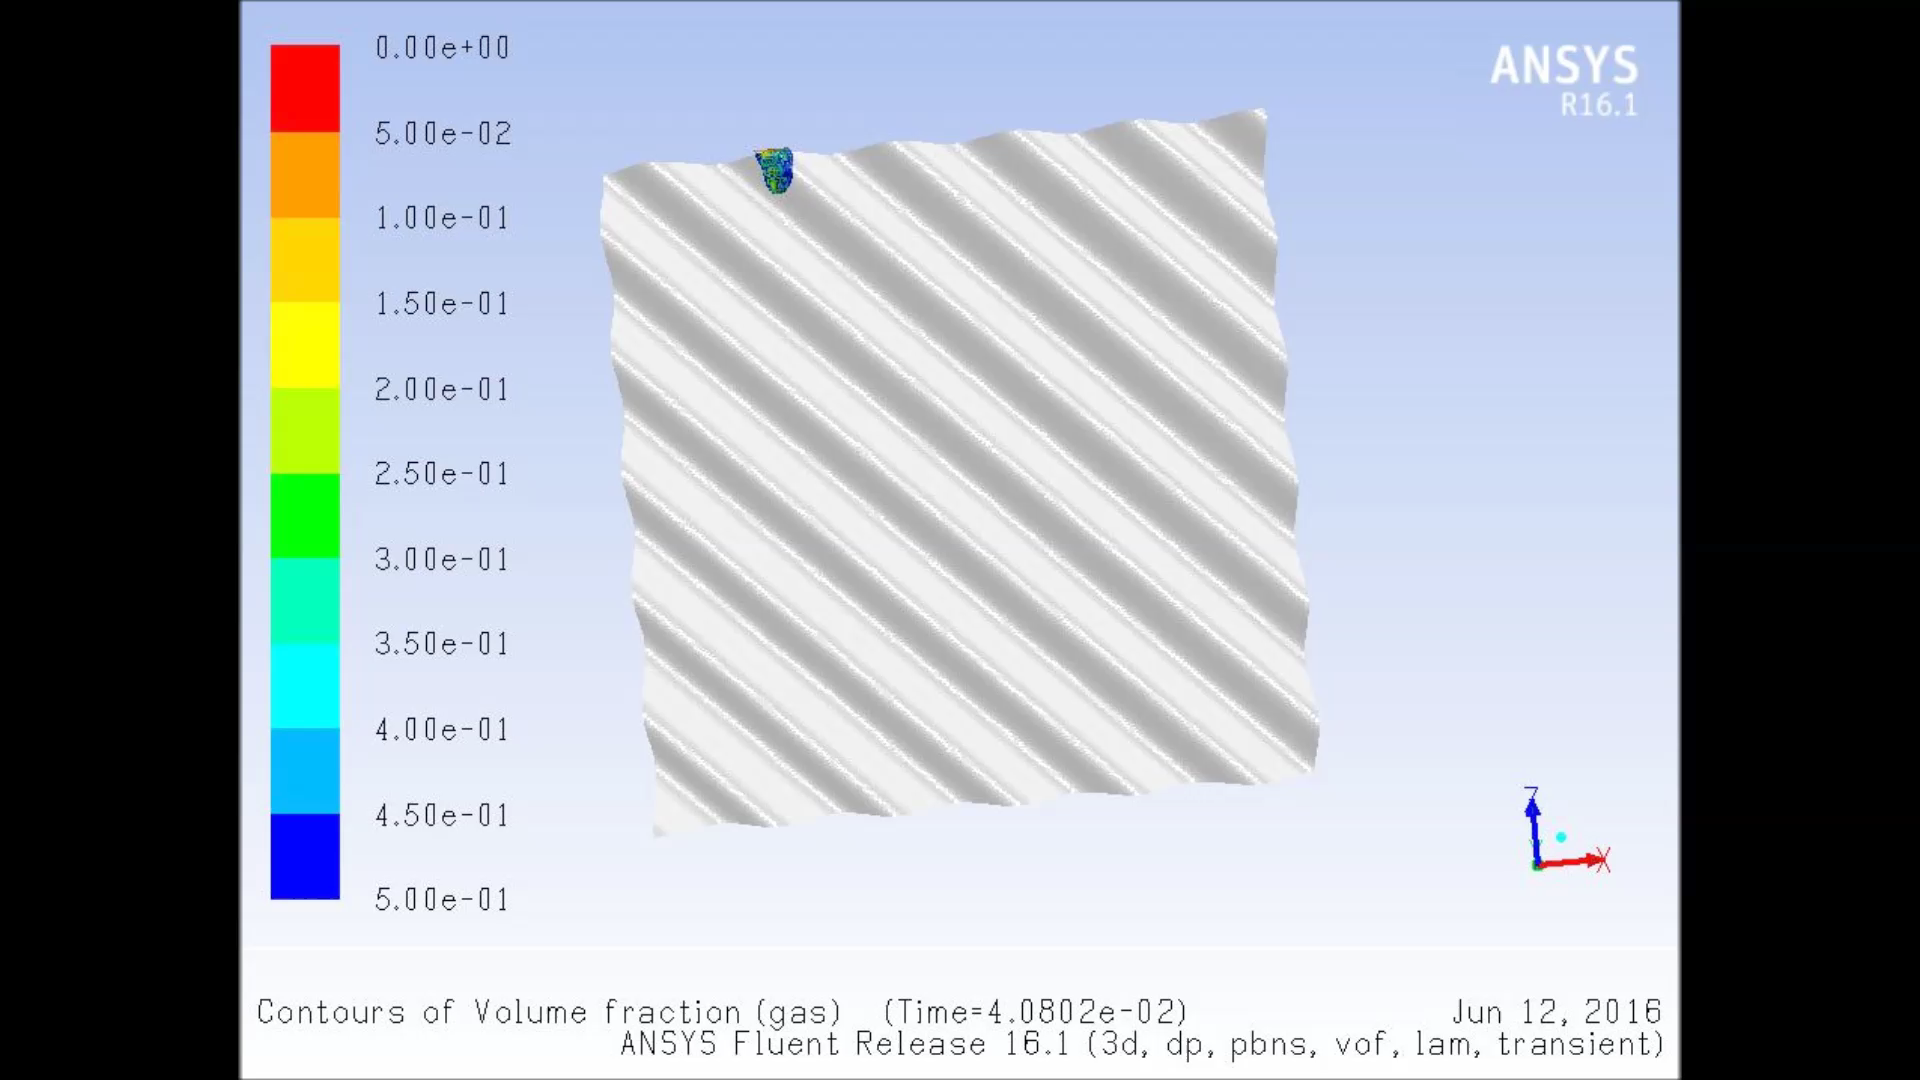 0.00e+00
5.00e-02
1.00e-01
1.50e-01
2.00e-01
2.50e-01
3.00e-01
3.50e-01
4.00e-01
4.50e-01
5.00e-01
ANSYS
R16.1
Z
X
Contours of Volume fraction (gas) (Time=4.0802e-02)
Jun 12, 2016
ANSYS Fluent Release 16.1 (3d, dp, pbns, vof, lam, transient)